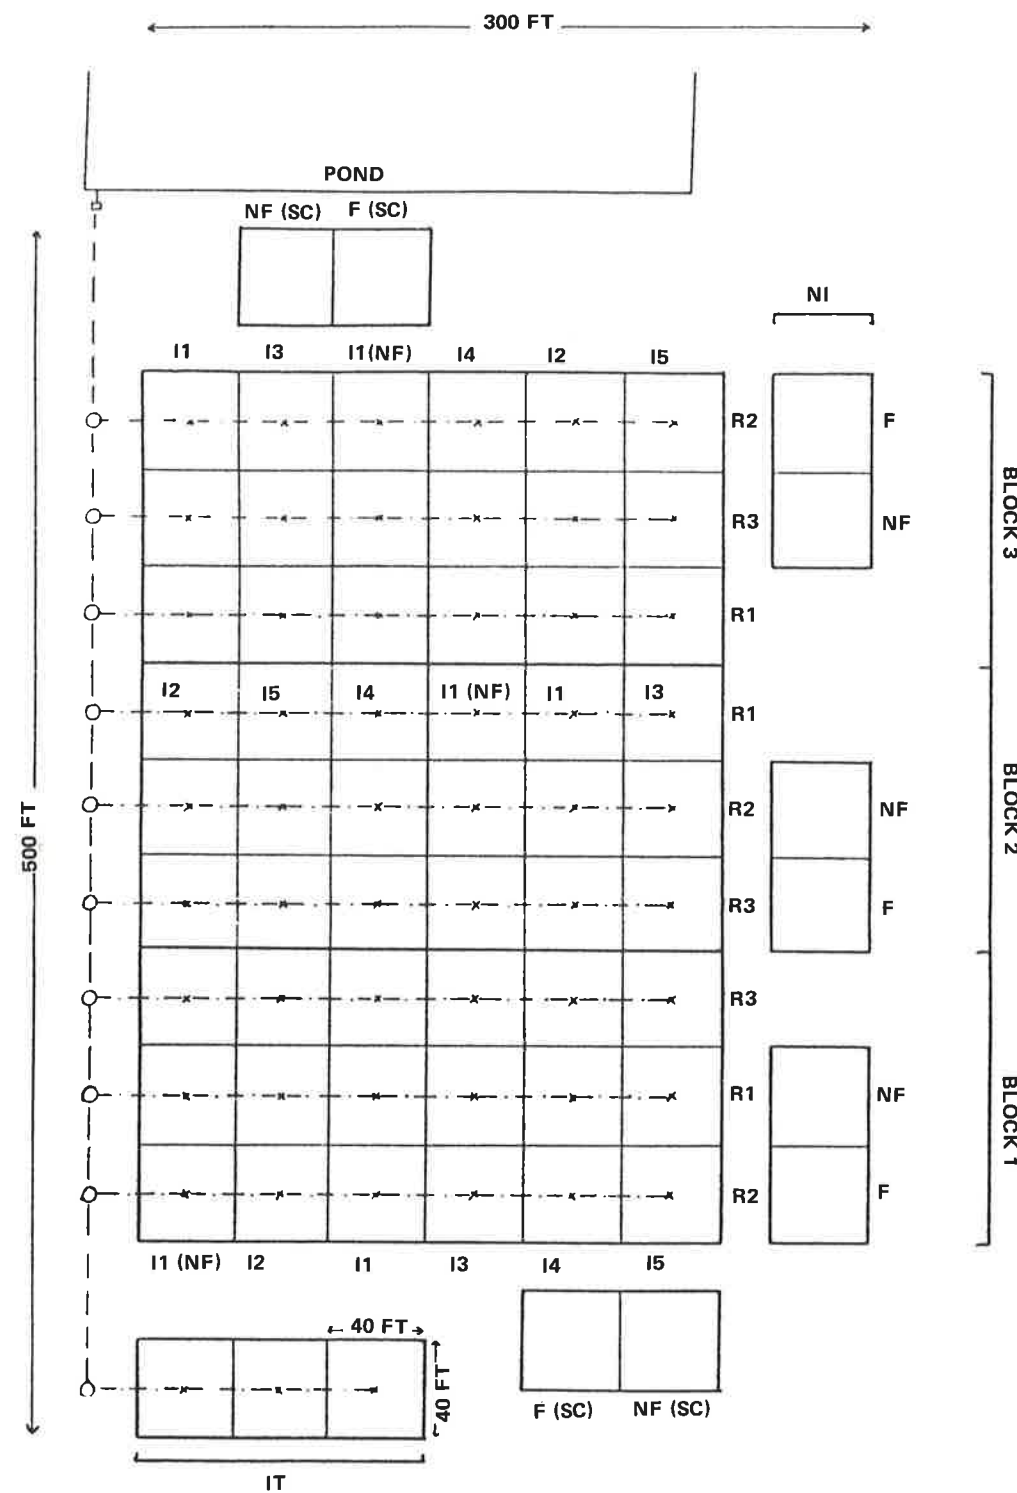 300 FT
POND
NF (SC) F (SC)
NI
I1 I3 I1(NF) I4 I2 I5
R2 F
R3 NF
BLOCK 3
R1
I2 I5 I4 I1 (NF) I1 I3
R1
R2 NF
BLOCK 2
500 FT
R3 F
R3
R1 NF
BLOCK 1
R2 F
I1 (NF) I2 I1 I3 I4 I5
40 FT
40 FT
F (SC) NF (SC)
IT